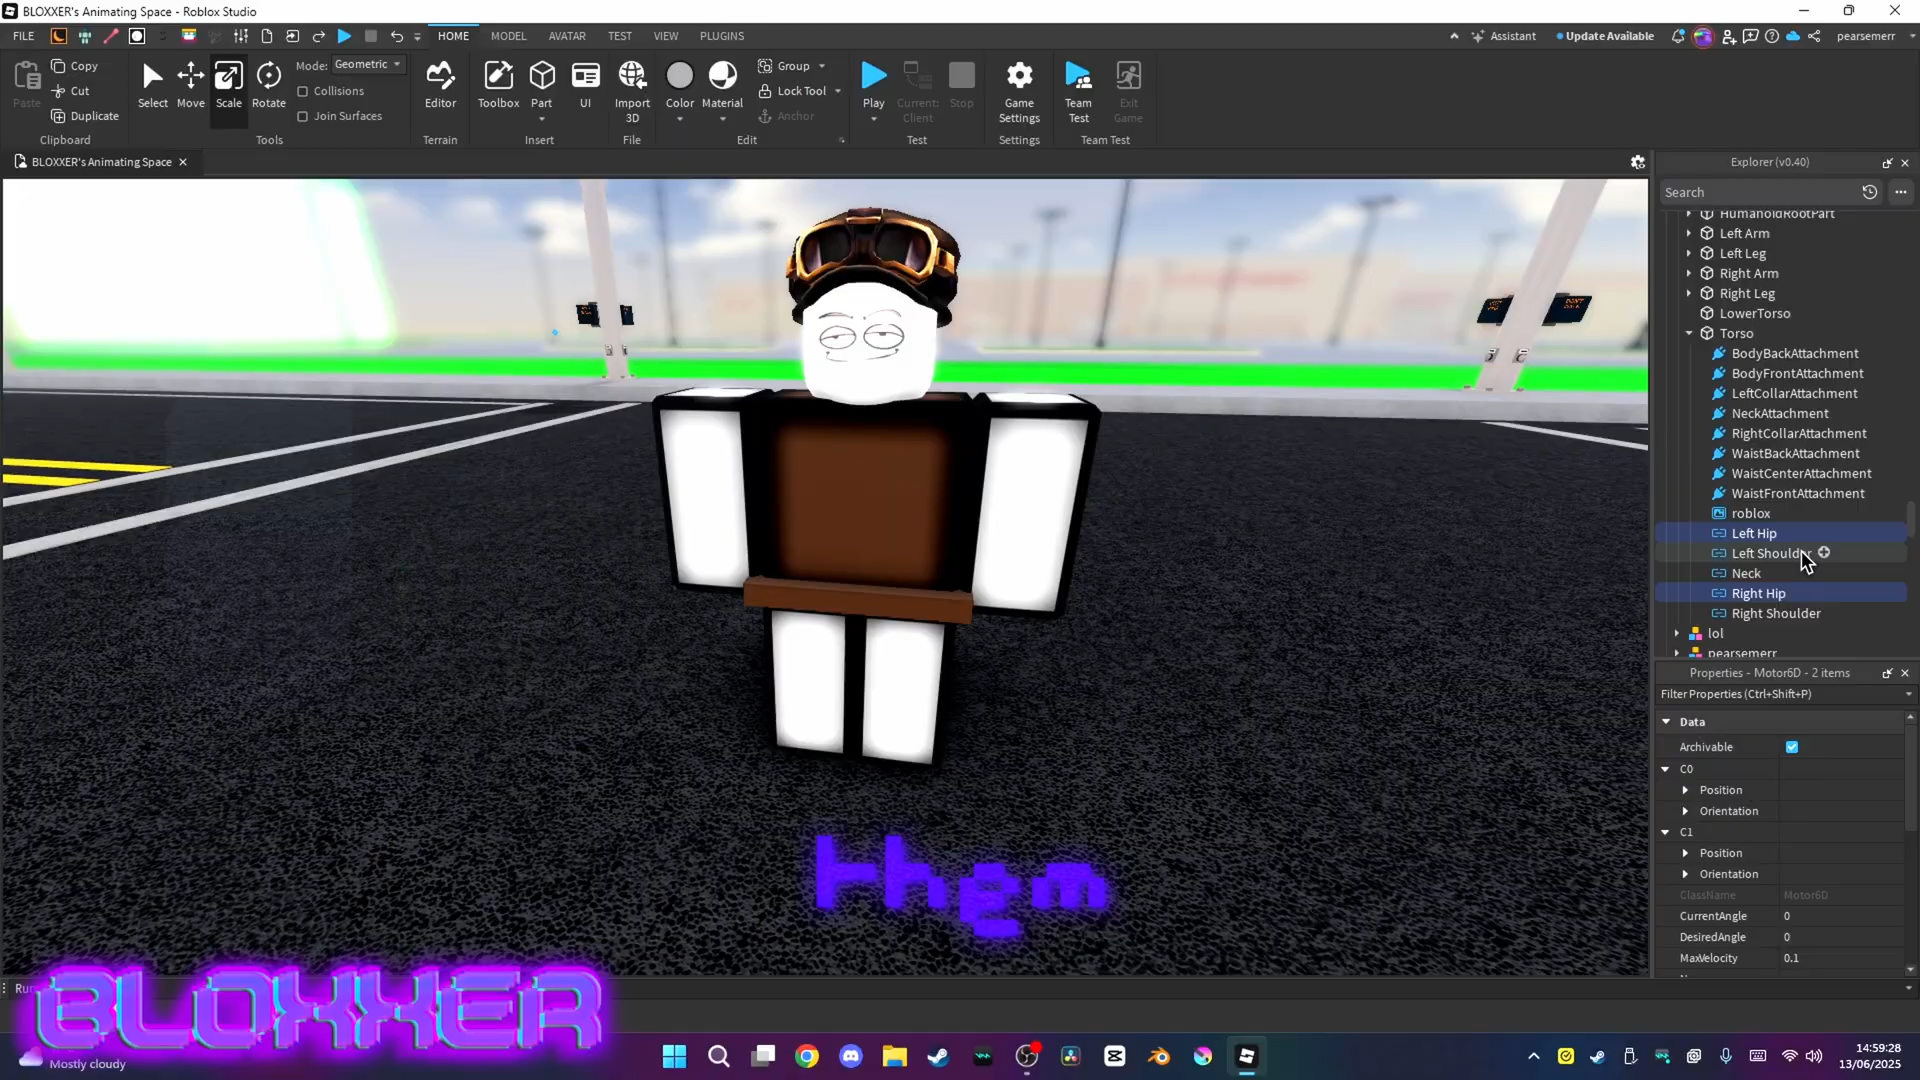 BLOXXER's Animating Space - Roblox Studio
FILE
HOME
MODEL
AVATAR
TEST
VIEW
PLUGINS
Assistant
Update Available
pearsemerr
Paste
Copy
Cut
Duplicate
Clipboard
Select
Move
Scale
Rotate
Mode:
Geometric
Collisions
Join Surfaces
Tools
Editor
Terrain
Toolbox
Part
UI
Insert
Import
3D
File
Color
Material
Group
Lock Tool
Anchor
Edit
Play
Current:
Client
Stop
Test
Game
Settings
Settings
Team
Test
Exit
Game
Team Test
BLOXXER's Animating Space
Explorer (v0.40)
Search
HumanoidRootPart
Left Arm
Left Leg
Right Arm
Right Leg
LowerTorso
Torso
BodyBackAttachment
BodyFrontAttachment
LeftCollarAttachment
NeckAttachment
RightCollarAttachment
WaistBackAttachment
WaistCenterAttachment
WaistFrontAttachment
roblox
Left Hip
Left Shoulder
Neck
Right Hip
Right Shoulder
lol
pearsemerr
Properties - Motor6D - 2 items
Filter Properties (Ctrl+Shift+P)
Data
Archivable
C0
Position
Orientation
C1
Position
Orientation
ClassName Motor6D
CurrentAngle 0
DesiredAngle 0
MaxVelocity 0.1
them
BLOXXER
Mostly cloudy
14:59:28
13/06/2025